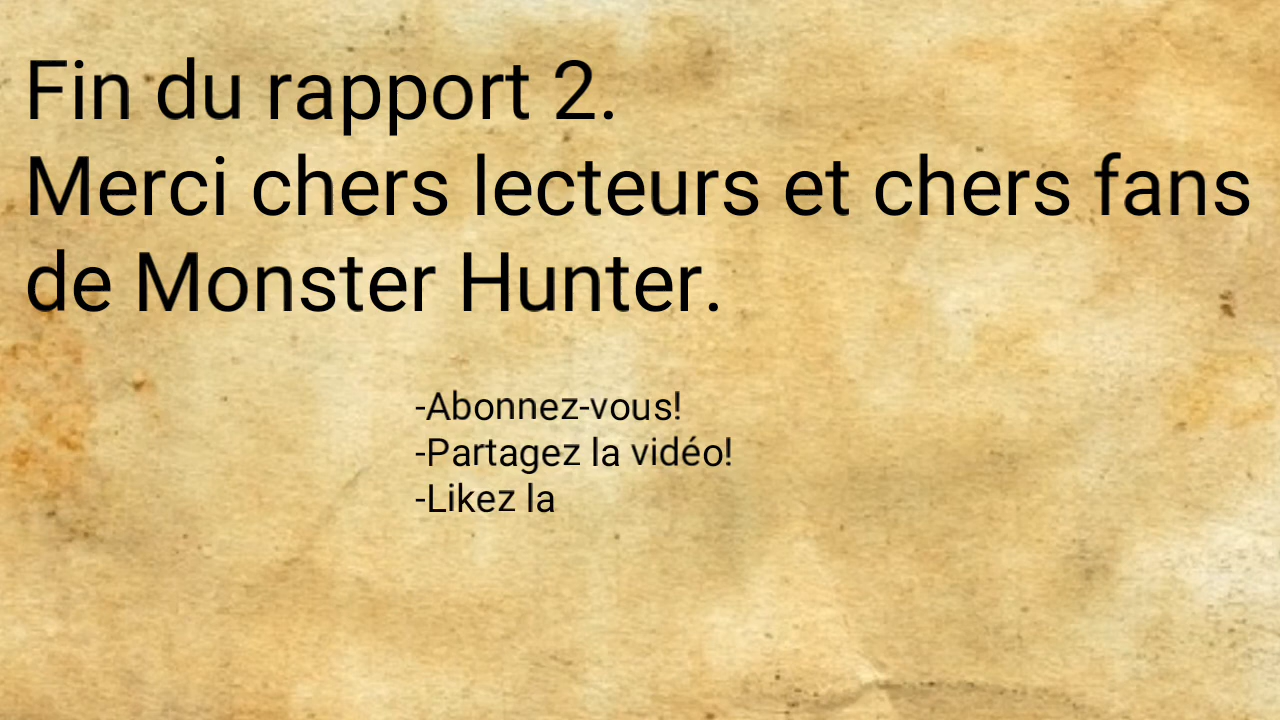 Fin du rapport 2.
Merci chers lecteurs et chers fans
de Monster Hunter.
-Abonnez-vous!
-Partagez la vidéo!
-Likez la